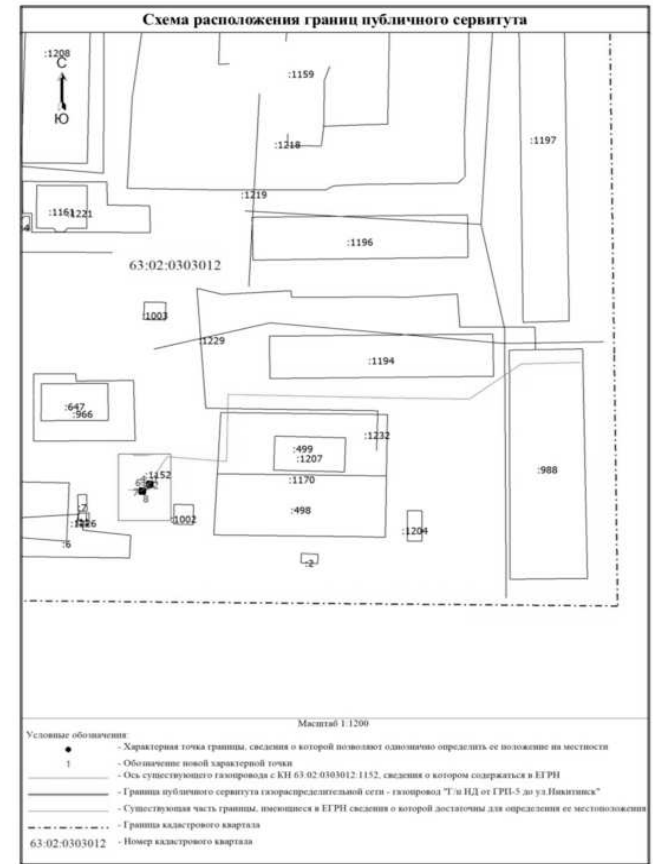 Схема расположения границ публичного сервитута
:1208
С
Ю
:1159
:1197
:1218
:1219
:1161
:1221
:1196
63:02:0303012
:1003
:1229
:1194
:647
:966
:1232
:499
:1207
:988
:1152
:1170
:7
:498
:1002
:1204
:6
:2
Масштаб 1:1200
Условные обозначения:
- Характерная точка границы, сведения о которой позволяют однозначно определить ее положение на местности
1 - Обозначение новой характерной точки
- Ось существующего газопровода с КН 63:02:0303012:1152, сведения о котором содержаться в ЕГРН
- Граница публичного сервитута газораспределительной сети - газопровод "Г/п НД от ГРП-5 до ул.Никитинск"
- Существующая часть границы, имеющиеся в ЕГРН сведения о которой достаточны для определения ее местоположения
- Граница кадастрового квартала
63:02:0303012 - Номер кадастрового квартала